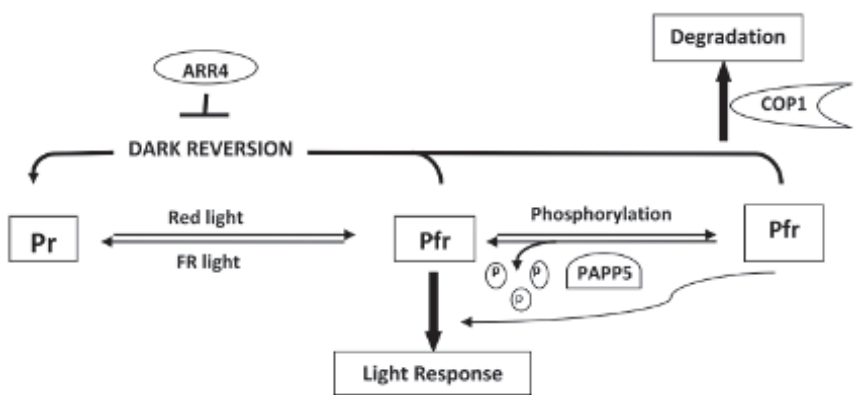 Degradation
ARR4
COP1
DARK REVERSION
Red light
Phosphorylation
Pr
Pfr
Pfr
FR light
P
P
PAPP5
P
Light Response